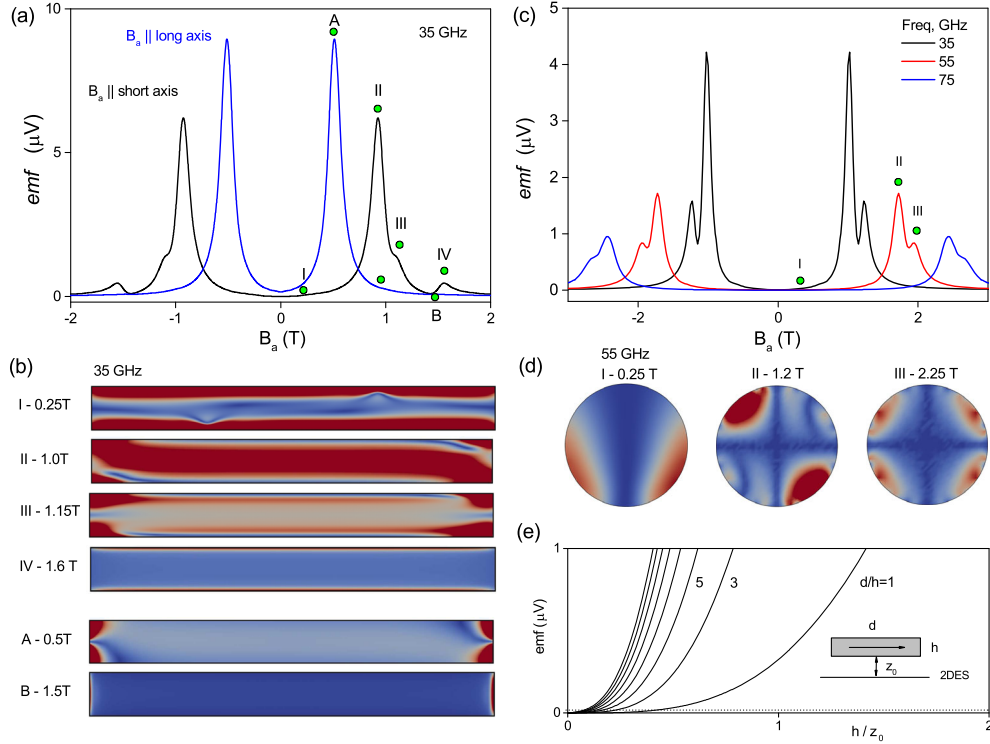 (a)
10
5
0
emf (μV)
-2
-1
0
1
2
B_a (T)
B_a || long axis
B_a || short axis
35 GHz
A
II
III
IV
I
B
(c)
5
4
3
2
1
0
emf (μV)
-2
0
2
B_a (T)
Freq, GHz
35
55
75
II
III
I
(b)
35 GHz
I - 0.25T
II - 1.0T
III - 1.15T
IV - 1.6 T
A - 0.5T
B - 1.5T
(d)
55 GHz
I - 0.25 T
II - 1.2 T
III - 2.25 T
(e)
1
0
emf (μV)
0
1
2
h / z_0
5
3
d/h=1
d
h
z_0
2DES